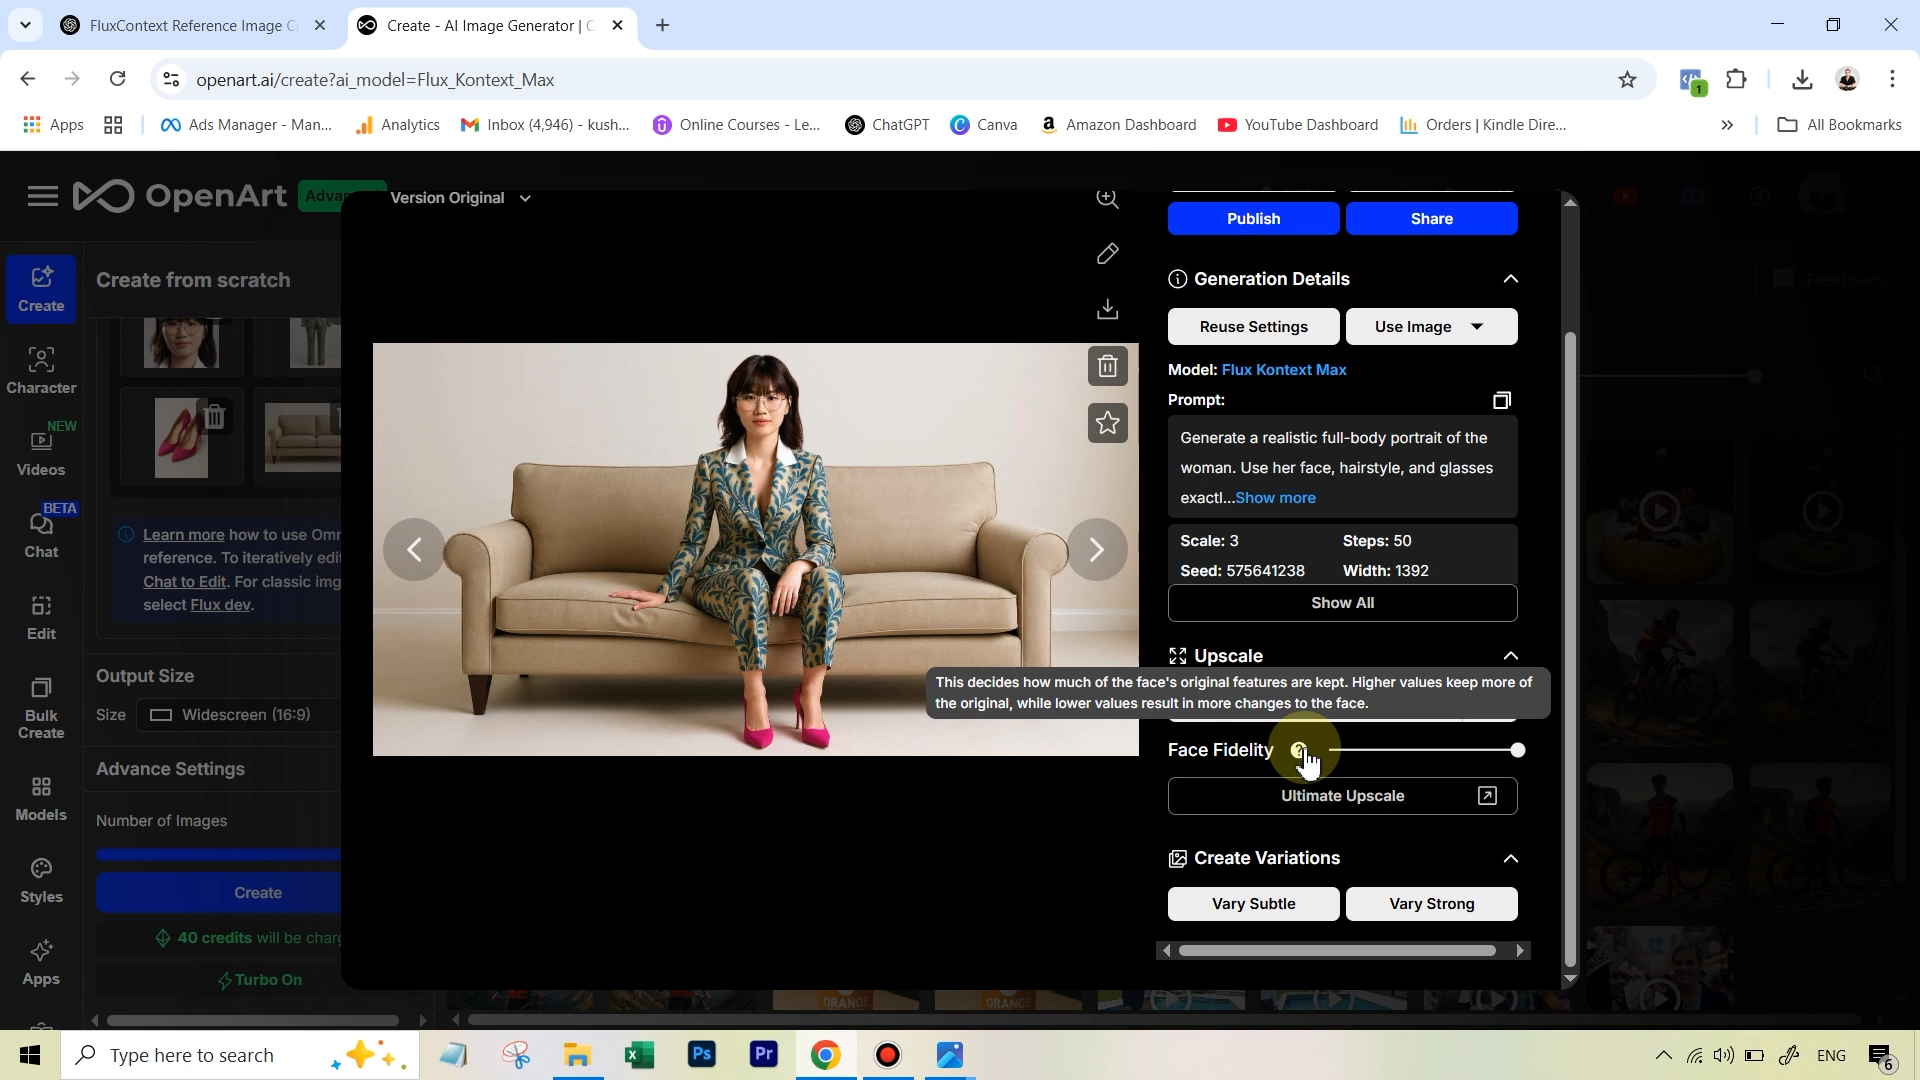 FluxContext Reference Image C
Create - AI Image Generator | C
openart.ai/create?ai_model=Flux_Kontext_Max
1
Apps
Ads Manager - Man...
Analytics
Inbox (4,946) - kush...
Online Courses - Le...
ChatGPT
Canva
Amazon Dashboard
YouTube Dashboard
Orders | Kindle Dire...
All Bookmarks
OpenArt
Advan
Version Original
Publish
Share
Create
Create from scratch
Generation Details
Feedback
Reuse Settings
Use Image
Character
Model: Flux Kontext Max
Prompt:
NEW
Videos
Generate a realistic full-body portrait of the
woman. Use her face, hairstyle, and glasses
exactl...Show more
BETA
Chat
Learn more how to use Omn
reference. To iteratively edit
Chat to Edit. For classic img
select Flux dev.
Scale: 3
Steps: 50
Seed: 575641238
Width: 1392
Show All
Edit
Output Size
Upscale
This decides how much of the face's original features are kept. Higher values keep more of
the original, while lower values result in more changes to the face.
Bulk
Create
Size
Widescreen (16:9)
Face Fidelity
?
Advance Settings
Ultimate Upscale
Models
Number of Images
Create Variations
Styles
Create
Vary Subtle
Vary Strong
40 credits will be charg
Apps
Turbo On
ORANGE
ORANGE
Type here to search
Ps
Pr
ENG
6